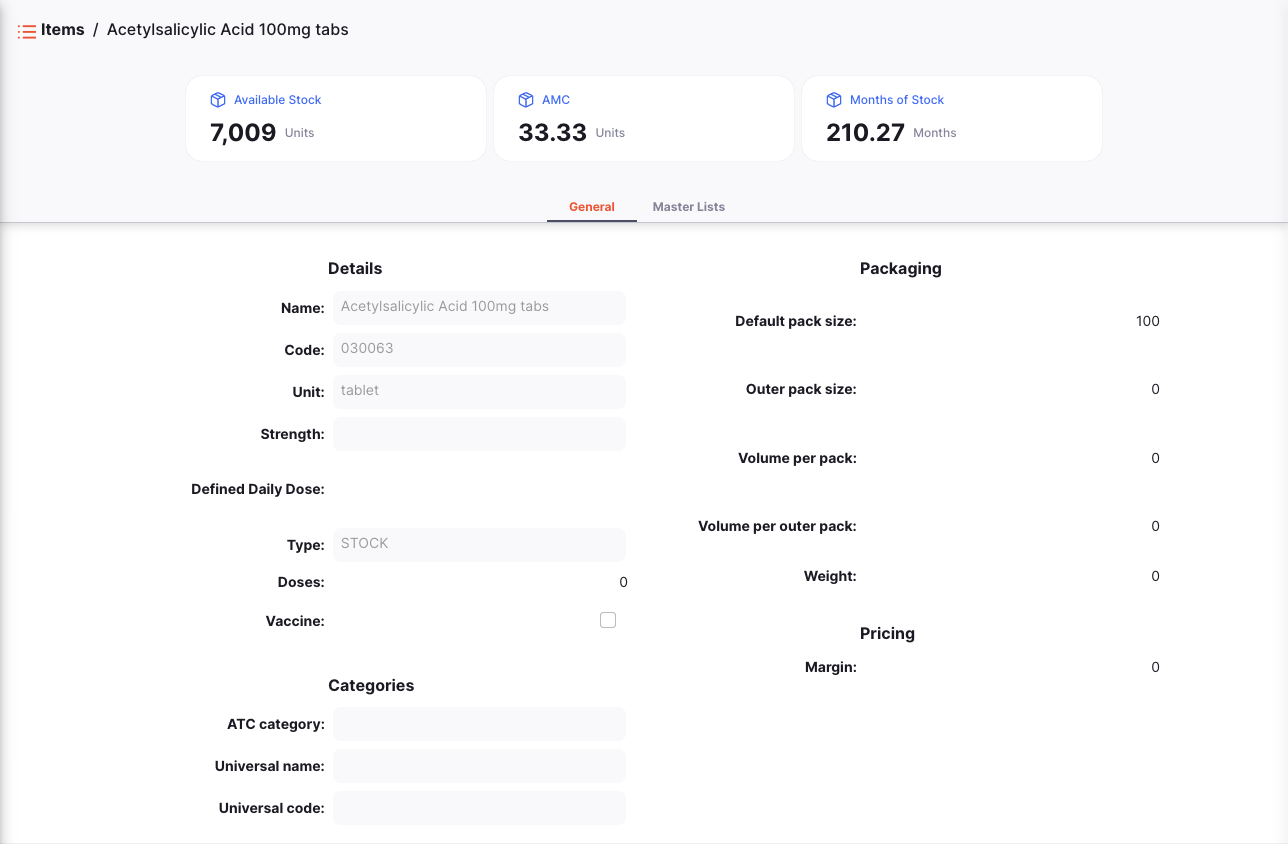 Items / Acetylsalicylic Acid 100mg tabs
Available Stock
7,009 Units
AMC
33.33 Units
Months of Stock
210.27 Months
General
Master Lists
Details
Name: Acetylsalicylic Acid 100mg tabs
Code: 030063
Unit: tablet
Strength:
Defined Daily Dose:
Type: STOCK
Doses: 0
Vaccine:
Categories
ATC category:
Universal name:
Universal code:
Packaging
Default pack size: 100
Outer pack size: 0
Volume per pack: 0
Volume per outer pack: 0
Weight: 0
Pricing
Margin: 0